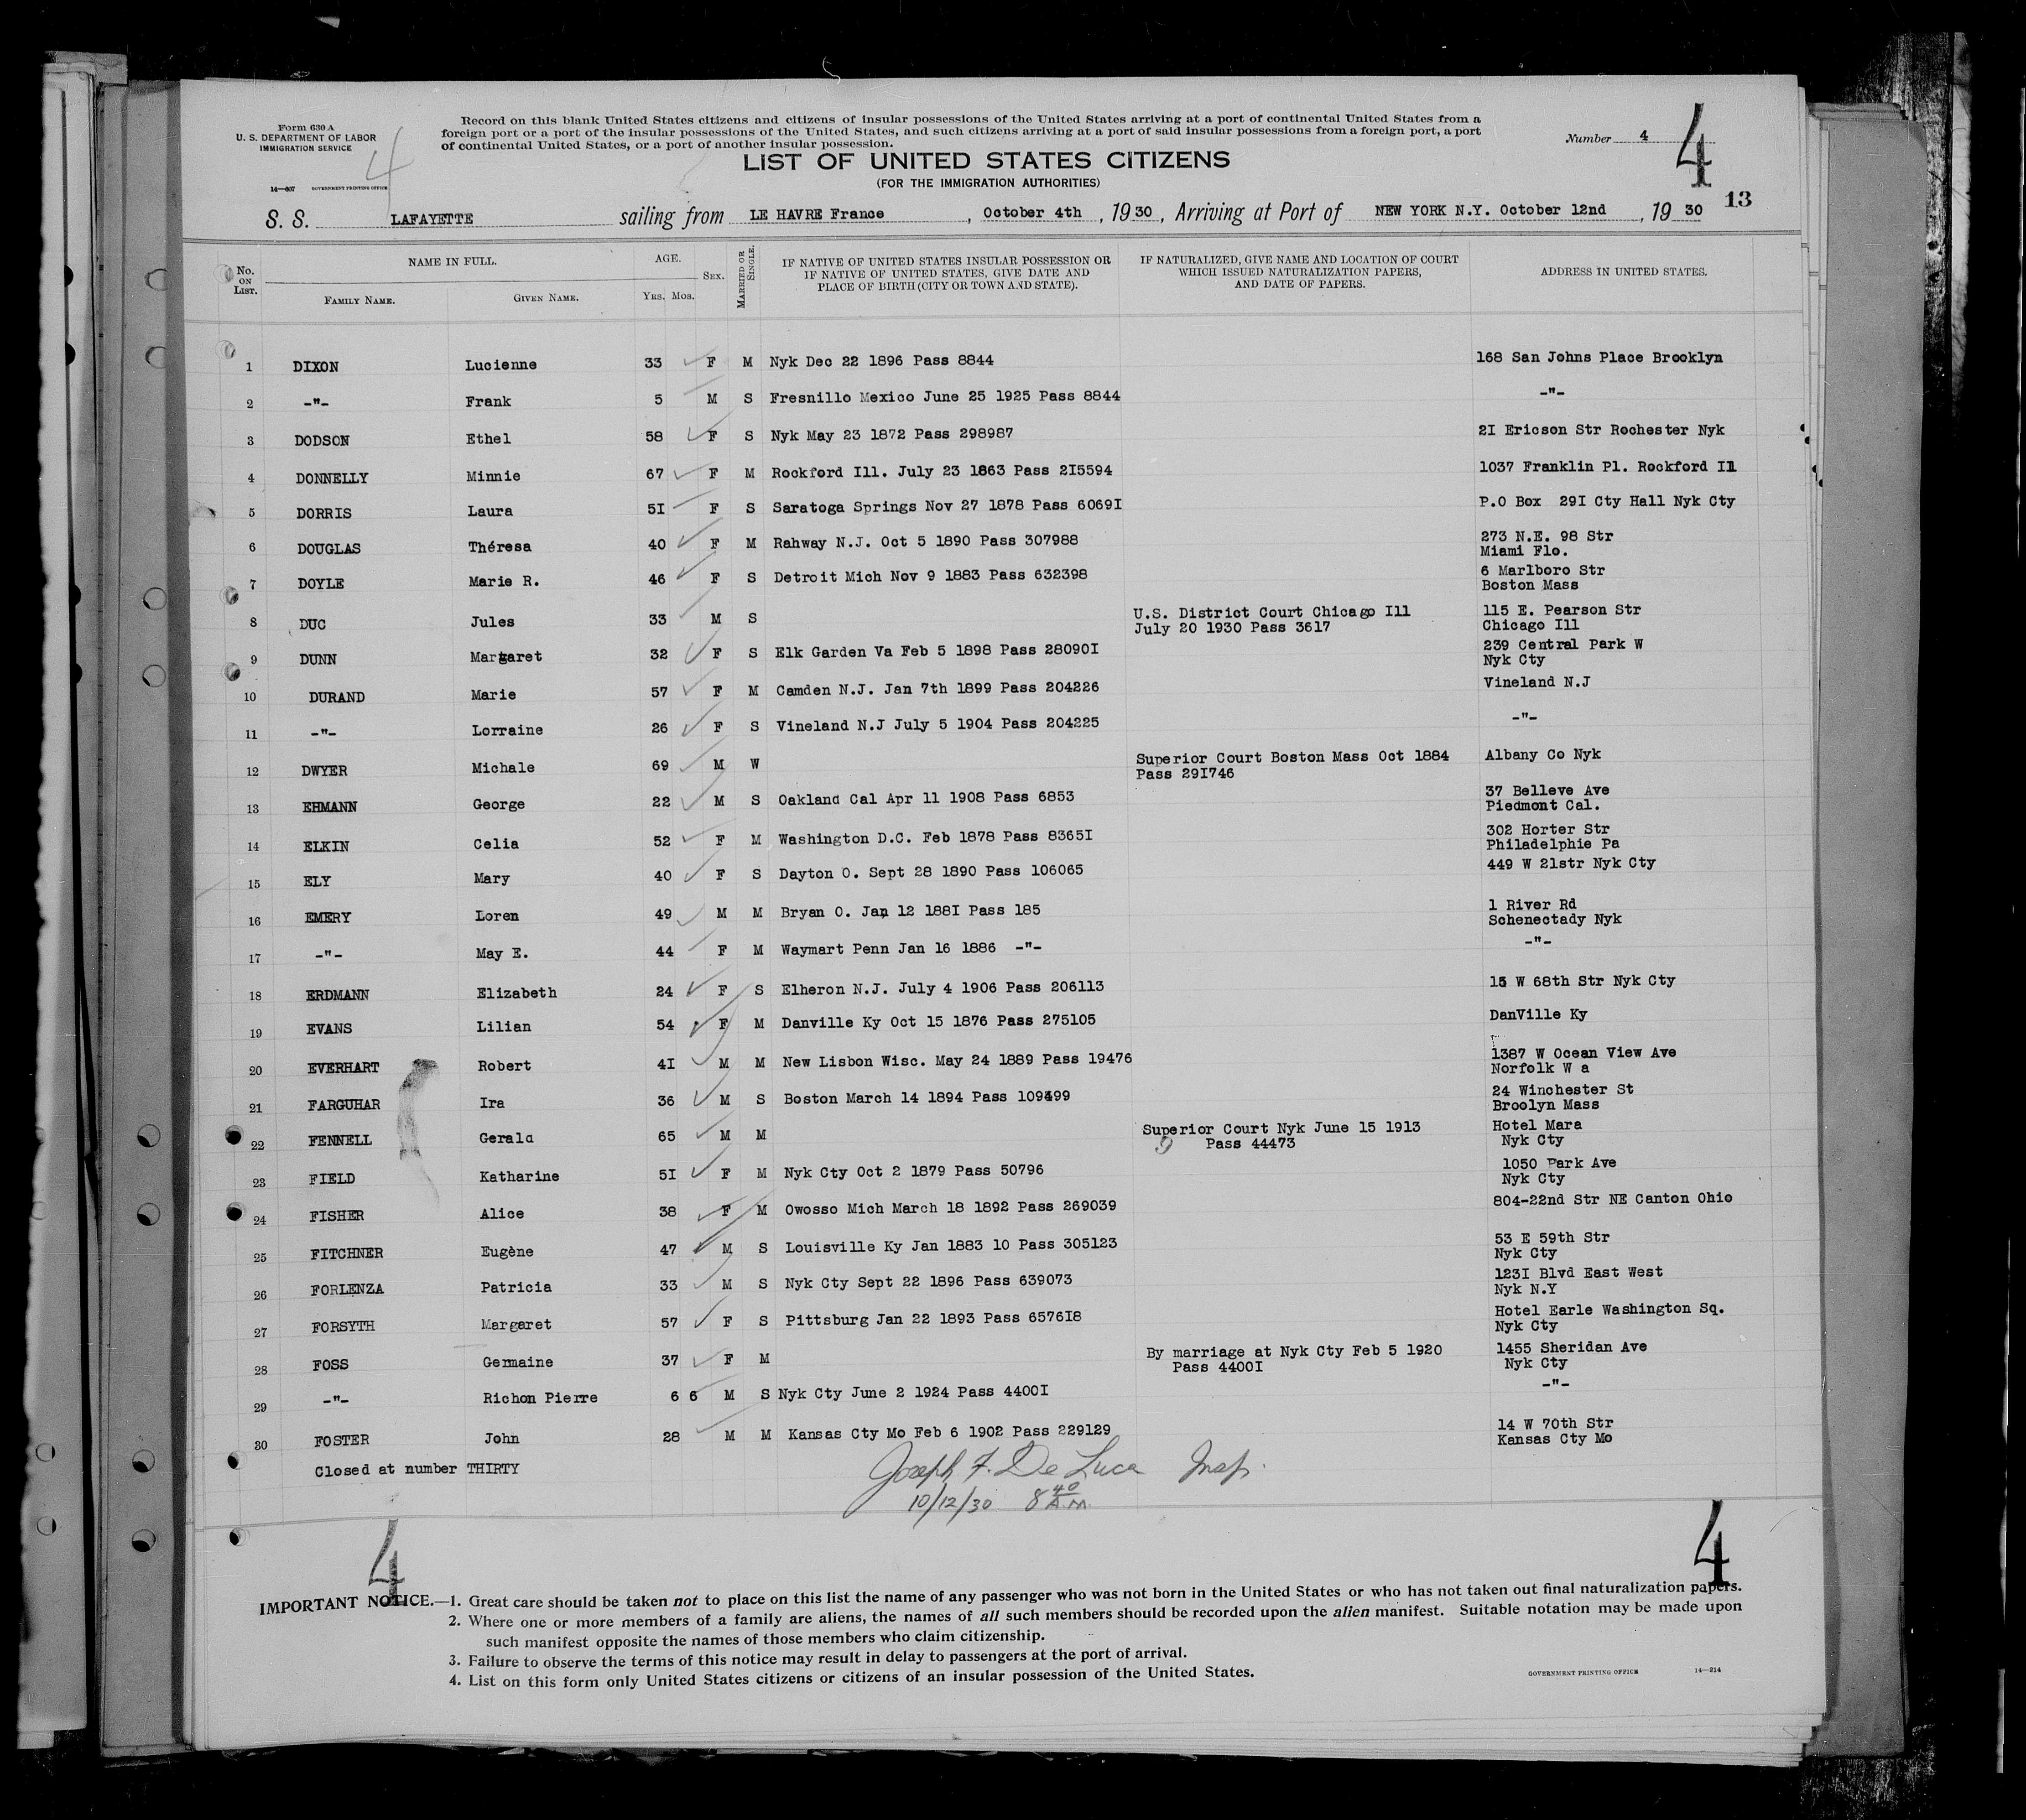 Form 630 A
U. S. DEPARTMENT OF LABOR
IMMIGRATION SERVICE
14—607 GOVERNMENT PRINTING OFFICE
4
Record on this blank United States citizens and citizens of insular possessions of the United States arriving at a port of continental United States from a
foreign port or a port of the insular possessions of the United States, and such citizens arriving at a port of said insular possessions from a foreign port, a port
of continental United States, or a port of another insular possession.
Number 4
4
LIST OF UNITED STATES CITIZENS
(FOR THE IMMIGRATION AUTHORITIES)
13
S. S. LAFAYETTE sailing from LE HAVRE France, October 4th, 1930, Arriving at Port of NEW YORK N.Y. October 12nd, 1930
No. ON LIST. NAME IN FULL. FAMILY NAME. GIVEN NAME. AGE. YRS. MOS. SEX. MARRIED OR SINGLE. IF NATIVE OF UNITED STATES INSULAR POSSESSION OR IF NATIVE OF UNITED STATES, GIVE DATE AND PLACE OF BIRTH (CITY OR TOWN AND STATE). IF NATURALIZED, GIVE NAME AND LOCATION OF COURT WHICH ISSUED NATURALIZATION PAPERS, AND DATE OF PAPERS. ADDRESS IN UNITED STATES.
1 DIXON Lucienne 33 F M Nyk Dec 22 1896 Pass 8844 168 San Johns Place Brooklyn
2 -"- Frank 5 M S Fresnillo Mexico June 25 1925 Pass 8844 -"-
3 DODSON Ethel 58 F S Nyk May 23 1872 Pass 298987 2I Ericson Str Rochester Nyk
4 DONNELLY Minnie 67 F M Rockford Ill. July 23 1863 Pass 2I5594 1037 Franklin Pl. Rockford Il
5 DORRIS Laura 5I F S Saratoga Springs Nov 27 1878 Pass 6069I P.O Box 29I Cty Hall Nyk Cty
6 DOUGLAS Théresa 40 F M Rahway N.J. Oct 5 1890 Pass 307988 273 N.E. 98 Str
Miami Flo.
7 DOYLE Marie R. 46 F S Detroit Mich Nov 9 1883 Pass 632398 6 Marlboro Str
Boston Mass
8 DUC Jules 33 M S U.S. District Court Chicago Ill 115 E. Pearson Str
July 20 1930 Pass 3617 Chicago Ill
9 DUNN Margaret 32 F S Elk Garden Va Feb 5 1898 Pass 28090I 239 Central Park W
Nyk Cty
10 DURAND Marie 57 F M Camden N.J. Jan 7th 1899 Pass 204226 Vineland N.J
11 -"- Lorraine 26 F S Vineland N.J July 5 1904 Pass 204225 -"-
12 DWYER Michale 69 M W Superior Court Boston Mass Oct 1884 Albany Co Nyk
Pass 29I746
13 EHMANN George 22 M S Oakland Cal Apr 11 1908 Pass 6853 37 Belleve Ave
Piedmont Cal.
14 ELKIN Celia 52 F M Washington D.C. Feb 1878 Pass 8365I 302 Horter Str
Philadelphie Pa
15 ELY Mary 40 F S Dayton O. Sept 28 1890 Pass 106065 449 W 21str Nyk Cty
16 EMERY Loren 49 M M Bryan O. Jan 12 188I Pass 185 1 River Rd
Schenectady Nyk
17 -"- May E. 44 F M Waymart Penn Jan 16 1886 -"- -"-
18 ERDMANN Elizabeth 24 F S Elheron N.J. July 4 1906 Pass 206113 15 W 68th Str Nyk Cty
19 EVANS Lilian 54 F M Danville Ky Oct 15 1876 Pass 275105 DanVille Ky
20 EVERHART Robert 4I M M New Lisbon Wisc. May 24 1889 Pass 19476 1387 W Ocean View Ave
Norfolk W a
21 FARGUHAR Ira 36 M S Boston March 14 1894 Pass 109499 24 Winchester St
Broolyn Mass
22 FENNELL Gerald 65 M M Superior Court Nyk June 15 1913 Hotel Mara
Pass 44473 Nyk Cty
23 FIELD Katharine 5I F M Nyk Cty Oct 2 1879 Pass 50796 1050 Park Ave
Nyk Cty
24 FISHER Alice 38 F M Owosso Mich March 18 1892 Pass 269039 804-22nd Str NE Canton Ohio
25 FITCHNER Eugène 47 M S Louisville Ky Jan 1883 10 Pass 305123 53 E 59th Str
Nyk Cty
26 FORLENZA Patricia 33 M S Nyk Cty Sept 22 1896 Pass 639073 123I Blvd East West
Nyk N.Y
27 FORSYTH Margaret 57 F S Pittsburg Jan 22 1893 Pass 6576I8 Hotel Earle Washington Sq.
Nyk Cty
28 FOSS Germaine 37 F M By marriage at Nyk Cty Feb 5 1920 1455 Sheridan Ave
Pass 4400I Nyk Cty
29 -"- Richon Pierre 6 6 M S Nyk Cty June 2 1924 Pass 4400I -"-
30 FOSTER John 28 M M Kansas Cty Mo Feb 6 1902 Pass 229129 14 W 70th Str
Kansas Cty Mo
Closed at number THIRTY
Joseph F. De Luca Insp.
10/12/30 8 40 A.M.
4 4
IMPORTANT NOTICE.—1. Great care should be taken not to place on this list the name of any passenger who was not born in the United States or who has not taken out final naturalization papers.
2. Where one or more members of a family are aliens, the names of all such members should be recorded upon the alien manifest. Suitable notation may be made upon
such manifest opposite the names of those members who claim citizenship.
3. Failure to observe the terms of this notice may result in delay to passengers at the port of arrival.
4. List on this form only United States citizens or citizens of an insular possession of the United States.
GOVERNMENT PRINTING OFFICE 14—214